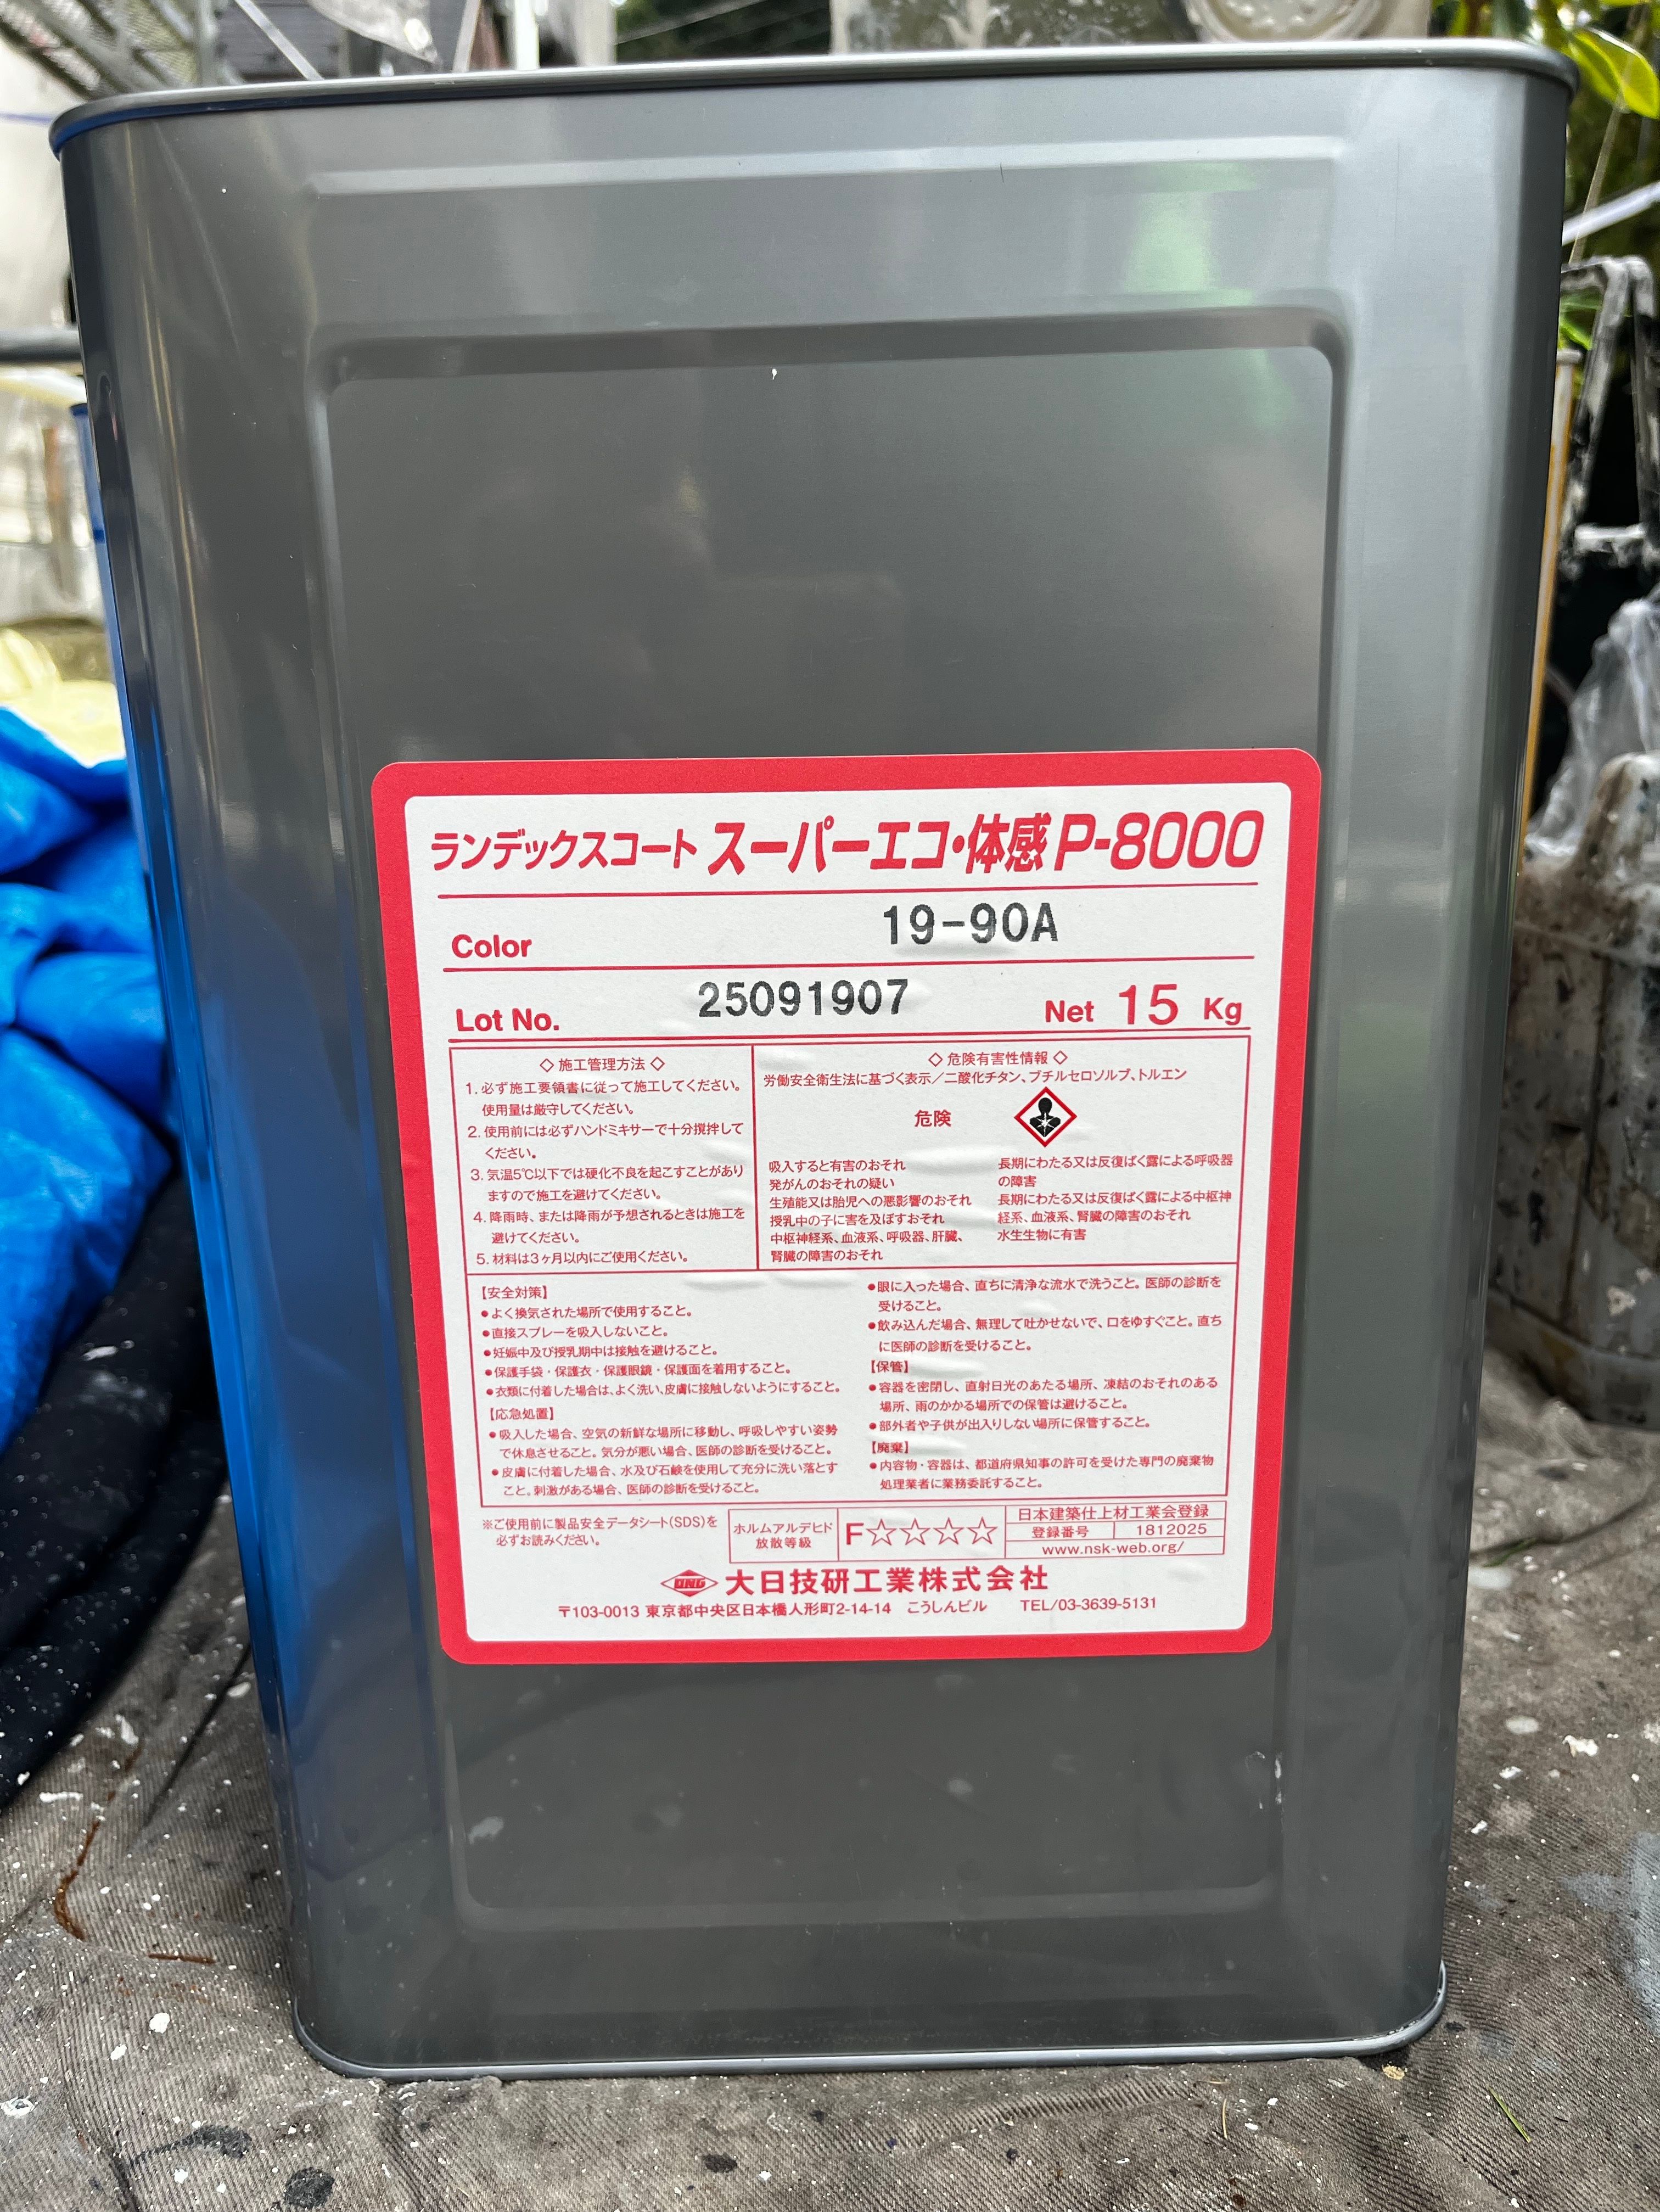 ランデックスコート スーパーエコ・体感 P-8000
Color 19-90A
Lot No. 25091907 Net 15 Kg
◇ 施工管理方法 ◇
1. 必ず施工要領書に従って施工してください。
使用量は厳守してください。
2. 使用前には必ずハンドミキサーで十分撹拌して
ください。
3. 気温5℃以下では硬化不良を起こすことがあり
ますので施工を避けてください。
4. 降雨時、または降雨が予想されるときは施工を
避けてください。
5. 材料は3ヶ月以内にご使用ください。
◇ 危険有害性情報 ◇
労働安全衛生法に基づく表示／二酸化チタン、ブチルセロソルブ、トルエン
危険
吸入すると有害のおそれ
発がんのおそれの疑い
生殖能又は胎児への悪影響のおそれ
授乳中の子に害を及ぼすおそれ
中枢神経系、血液系、呼吸器、肝臓、
腎臓の障害のおそれ
長期にわたる又は反復ばく露による呼吸器
の障害
長期にわたる又は反復ばく露による中枢神
経系、血液系、腎臓の障害のおそれ
水生生物に有害
【安全対策】
●よく換気された場所で使用すること。
●直接スプレーを吸入しないこと。
●妊娠中及び授乳期中は接触を避けること。
●保護手袋・保護衣・保護眼鏡・保護面を着用すること。
●衣類に付着した場合は、よく洗い、皮膚に接触しないようにすること。
【応急処置】
●吸入した場合、空気の新鮮な場所に移動し、呼吸しやすい姿勢
で休息させること。気分が悪い場合、医師の診断を受けること。
●皮膚に付着した場合、水及び石鹸を使用して充分に洗い落とす
こと。刺激がある場合、医師の診断を受けること。
●眼に入った場合、直ちに清浄な流水で洗うこと。医師の診断を
受けること。
●飲み込んだ場合、無理して吐かせないで、口をゆすぐこと。直ち
に医師の診断を受けること。
【保管】
●容器を密閉し、直射日光のあたる場所、凍結のおそれのある
場所、雨のかかる場所での保管は避けること。
●部外者や子供が出入りしない場所に保管すること。
【廃棄】
●内容物・容器は、都道府県知事の許可を受けた専門の廃棄物
処理業者に業務委託すること。
※ご使用前に製品安全データシート(SDS)を
必ずお読みください。
ホルムアルデヒド
放散等級
F☆☆☆☆
日本建築仕上材工業会登録
登録番号 1812025
www.nsk-web.org/
DNG 大日技研工業株式会社
〒103-0013 東京都中央区日本橋人形町2-14-14 こうしんビル TEL/03-3639-5131